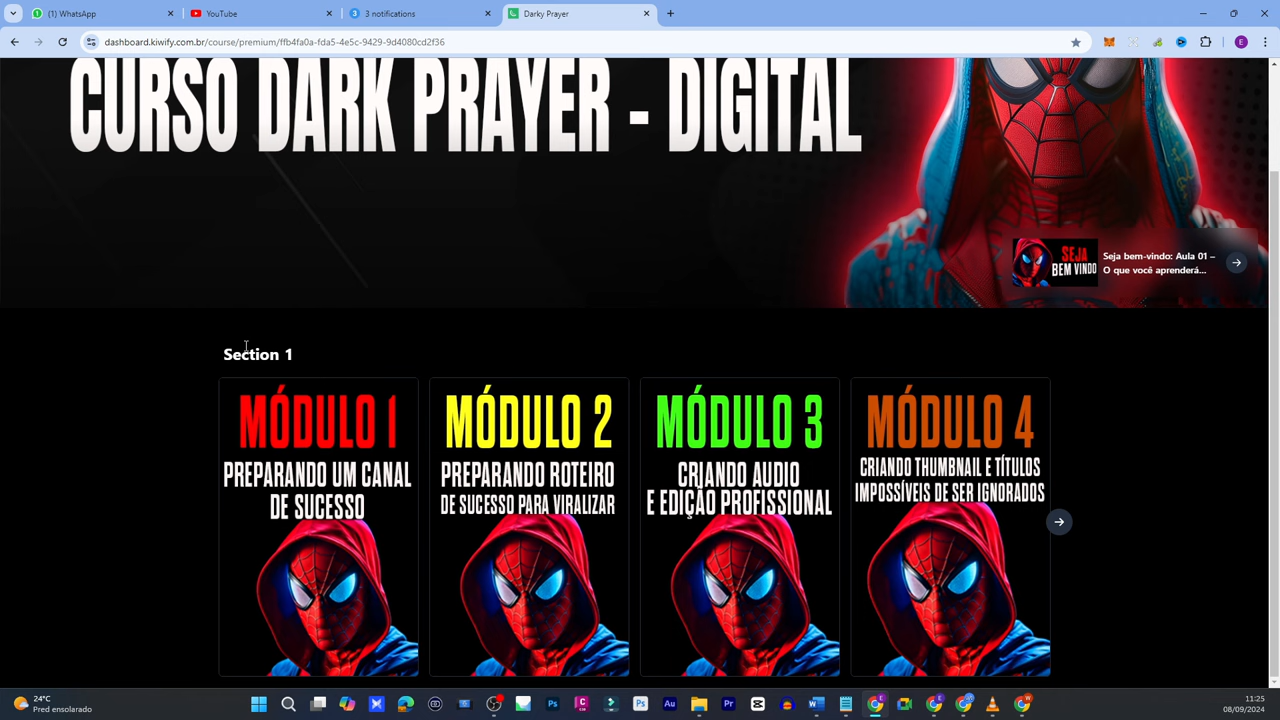 (1) WhatsApp
YouTube
3 notifications
Darky Prayer
dashboard.kiwify.com.br/course/premium/ffb4fa0a-fda5-4e5c-9429-9d4080cd2f36
E
CURSO DARK PRAYER - DIGITAL
SEJA
BEM VINDO
Seja bem-vindo: Aula 01 –
O que você aprenderá...
Section 1
MÓDULO 1
PREPARANDO UM CANAL
DE SUCESSO
MÓDULO 2
PREPARANDO ROTEIRO
DE SUCESSO PARA VIRALIZAR
MÓDULO 3
CRIANDO AUDIO
E EDIÇÃO PROFISSIONAL
MÓDULO 4
CRIANDO THUMBNAIL E TÍTULOS
IMPOSSÍVEIS DE SER IGNORADOS
24°C
Pred ensolarado
11:25
08/09/2024